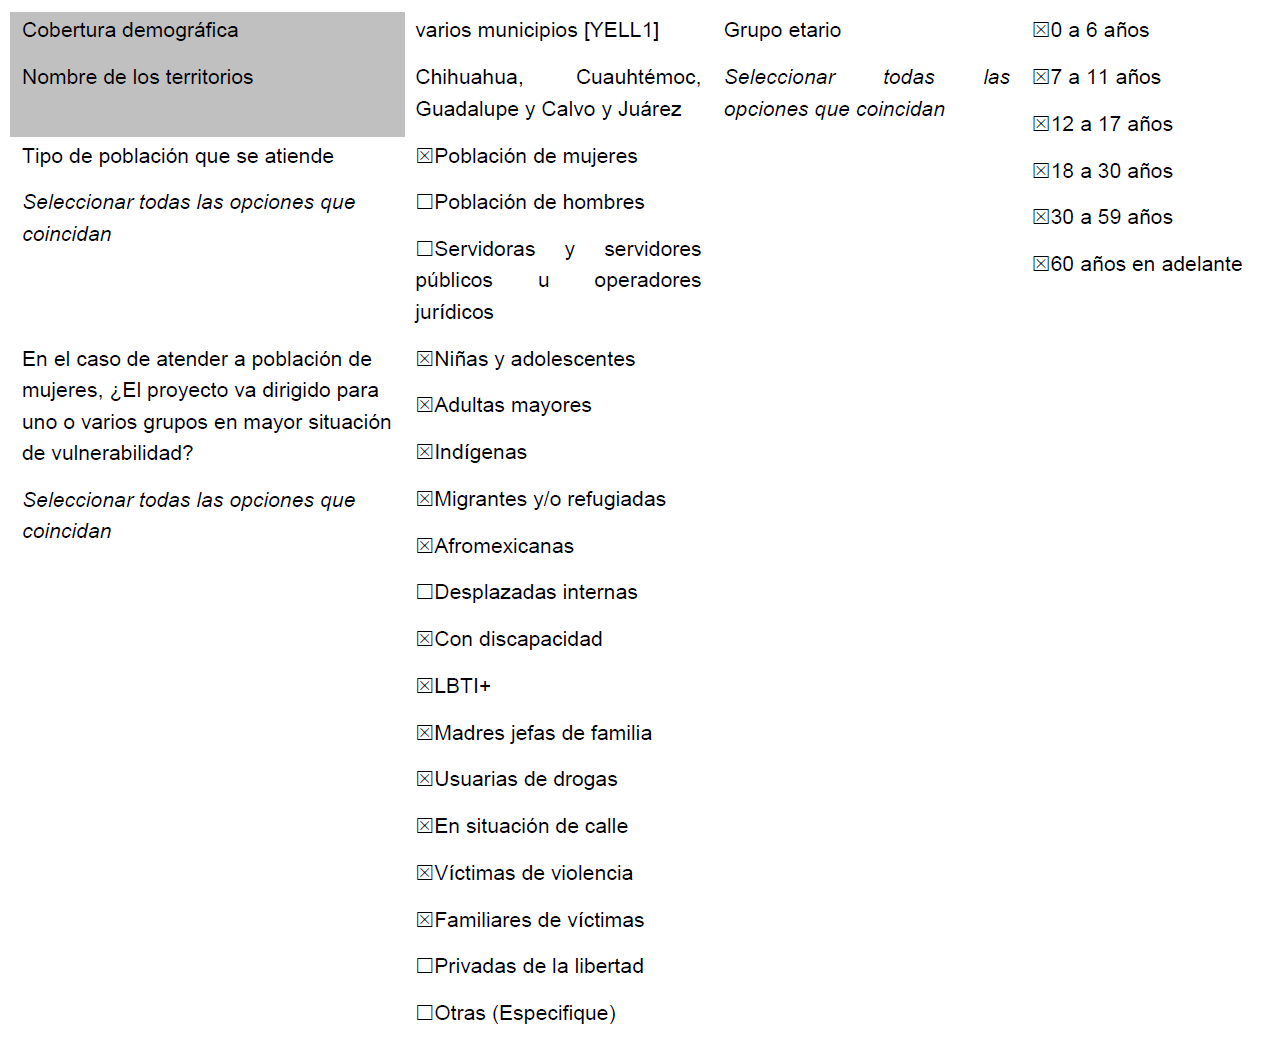 Cobertura demográfica
Nombre de los territorios
varios municipios [YELL1]
Chihuahua, Cuauhtémoc,
Guadalupe y Calvo y Juárez
Grupo etario
Seleccionar todas las
opciones que coincidan
☒0 a 6 años
☒7 a 11 años
☒12 a 17 años
☒18 a 30 años
☒30 a 59 años
☒60 años en adelante
Tipo de población que se atiende
Seleccionar todas las opciones que
coincidan
☒Población de mujeres
☐Población de hombres
☐Servidoras y servidores
públicos u operadores
jurídicos
En el caso de atender a población de
mujeres, ¿El proyecto va dirigido para
uno o varios grupos en mayor situación
de vulnerabilidad?
Seleccionar todas las opciones que
coincidan
☒Niñas y adolescentes
☒Adultas mayores
☒Indígenas
☒Migrantes y/o refugiadas
☒Afromexicanas
☐Desplazadas internas
☒Con discapacidad
☒LBTI+
☒Madres jefas de familia
☒Usuarias de drogas
☒En situación de calle
☒Víctimas de violencia
☒Familiares de víctimas
☐Privadas de la libertad
☐Otras (Especifique)